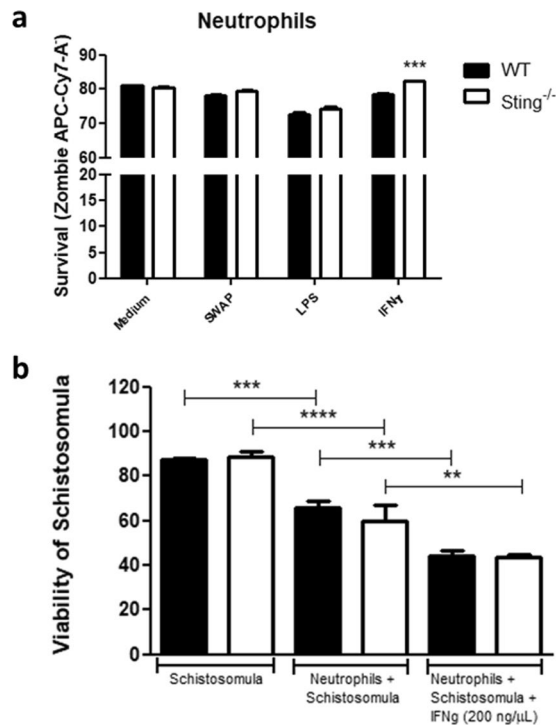 a
Neutrophils
Survival (Zombie APC-Cy7-A⁻)
90
80
70
60
20
15
10
5
0
***
WT
Sting⁻/⁻
Medium
SWAP
LPS
IFNγ
b
Viability of Schistosomula
120
100
80
60
40
20
0
***
****
***
**
Schistosomula
Neutrophils +
Schistosomula
Neutrophils +
Schistosomula +
IFNg (200 ng/μL)